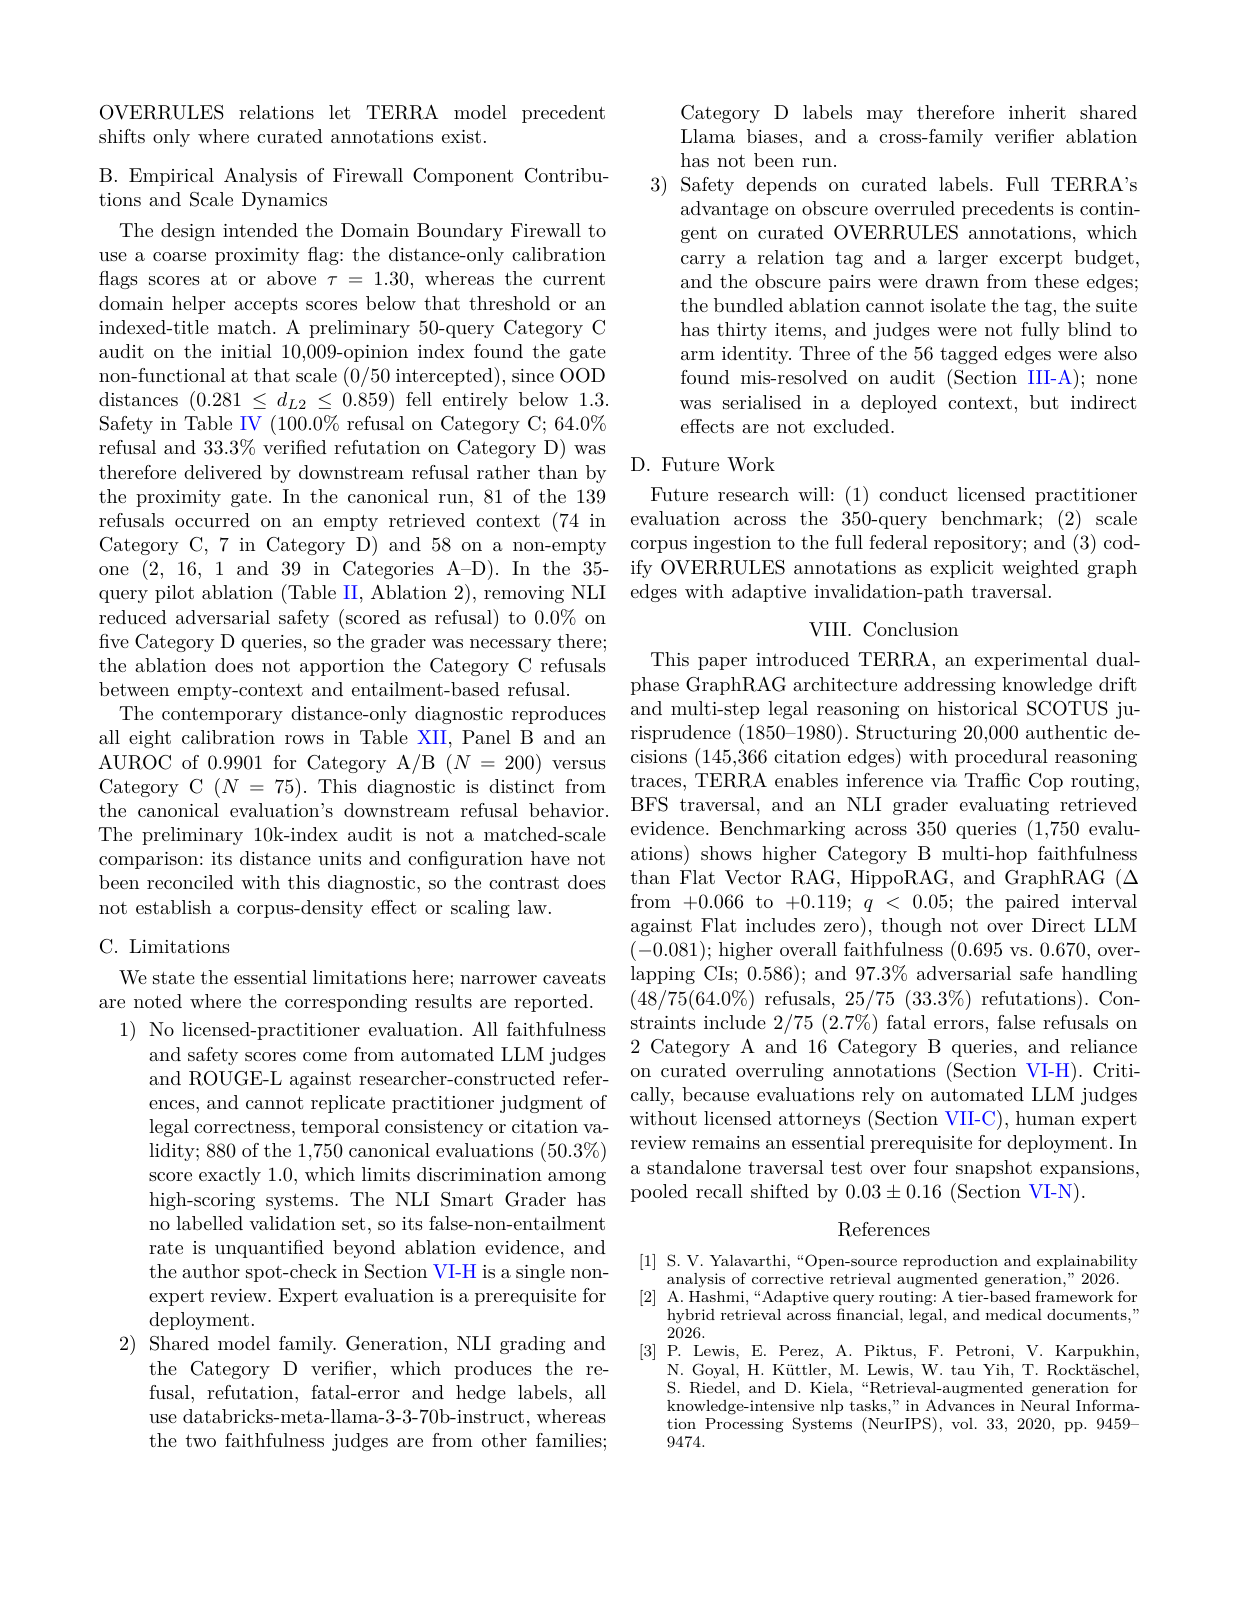 OVERRULES relations let TERRA model precedent
shifts only where curated annotations exist.
B. Empirical Analysis of Firewall Component Contribu-
tions and Scale Dynamics
The design intended the Domain Boundary Firewall to
use a coarse proximity flag: the distance-only calibration
flags scores at or above τ = 1.30, whereas the current
domain helper accepts scores below that threshold or an
indexed-title match. A preliminary 50-query Category C
audit on the initial 10,009-opinion index found the gate
non-functional at that scale (0/50 intercepted), since OOD
distances (0.281 ≤ d_L2 ≤ 0.859) fell entirely below 1.3.
Safety in Table IV (100.0% refusal on Category C; 64.0%
refusal and 33.3% verified refutation on Category D) was
therefore delivered by downstream refusal rather than by
the proximity gate. In the canonical run, 81 of the 139
refusals occurred on an empty retrieved context (74 in
Category C, 7 in Category D) and 58 on a non-empty
one (2, 16, 1 and 39 in Categories A–D). In the 35-
query pilot ablation (Table II, Ablation 2), removing NLI
reduced adversarial safety (scored as refusal) to 0.0% on
five Category D queries, so the grader was necessary there;
the ablation does not apportion the Category C refusals
between empty-context and entailment-based refusal.
The contemporary distance-only diagnostic reproduces
all eight calibration rows in Table XII, Panel B and an
AUROC of 0.9901 for Category A/B (N = 200) versus
Category C (N = 75). This diagnostic is distinct from
the canonical evaluation's downstream refusal behavior.
The preliminary 10k-index audit is not a matched-scale
comparison: its distance units and configuration have not
been reconciled with this diagnostic, so the contrast does
not establish a corpus-density effect or scaling law.
C. Limitations
We state the essential limitations here; narrower caveats
are noted where the corresponding results are reported.
1) No licensed-practitioner evaluation. All faithfulness
and safety scores come from automated LLM judges
and ROUGE-L against researcher-constructed refer-
ences, and cannot replicate practitioner judgment of
legal correctness, temporal consistency or citation va-
lidity; 880 of the 1,750 canonical evaluations (50.3%)
score exactly 1.0, which limits discrimination among
high-scoring systems. The NLI Smart Grader has
no labelled validation set, so its false-non-entailment
rate is unquantified beyond ablation evidence, and
the author spot-check in Section VI-H is a single non-
expert review. Expert evaluation is a prerequisite for
deployment.
2) Shared model family. Generation, NLI grading and
the Category D verifier, which produces the re-
fusal, refutation, fatal-error and hedge labels, all
use databricks-meta-llama-3-3-70b-instruct, whereas
the two faithfulness judges are from other families;
Category D labels may therefore inherit shared
Llama biases, and a cross-family verifier ablation
has not been run.
3) Safety depends on curated labels. Full TERRA's
advantage on obscure overruled precedents is contin-
gent on curated OVERRULES annotations, which
carry a relation tag and a larger excerpt budget,
and the obscure pairs were drawn from these edges;
the bundled ablation cannot isolate the tag, the suite
has thirty items, and judges were not fully blind to
arm identity. Three of the 56 tagged edges were also
found mis-resolved on audit (Section III-A); none
was serialised in a deployed context, but indirect
effects are not excluded.
D. Future Work
Future research will: (1) conduct licensed practitioner
evaluation across the 350-query benchmark; (2) scale
corpus ingestion to the full federal repository; and (3) cod-
ify OVERRULES annotations as explicit weighted graph
edges with adaptive invalidation-path traversal.
VIII. Conclusion
This paper introduced TERRA, an experimental dual-
phase GraphRAG architecture addressing knowledge drift
and multi-step legal reasoning on historical SCOTUS ju-
risprudence (1850–1980). Structuring 20,000 authentic de-
cisions (145,366 citation edges) with procedural reasoning
traces, TERRA enables inference via Traffic Cop routing,
BFS traversal, and an NLI grader evaluating retrieved
evidence. Benchmarking across 350 queries (1,750 evalu-
ations) shows higher Category B multi-hop faithfulness
than Flat Vector RAG, HippoRAG, and GraphRAG (Δ
from +0.066 to +0.119; q < 0.05; the paired interval
against Flat includes zero), though not over Direct LLM
(−0.081); higher overall faithfulness (0.695 vs. 0.670, over-
lapping CIs; 0.586); and 97.3% adversarial safe handling
(48/75(64.0%) refusals, 25/75 (33.3%) refutations). Con-
straints include 2/75 (2.7%) fatal errors, false refusals on
2 Category A and 16 Category B queries, and reliance
on curated overruling annotations (Section VI-H). Criti-
cally, because evaluations rely on automated LLM judges
without licensed attorneys (Section VII-C), human expert
review remains an essential prerequisite for deployment. In
a standalone traversal test over four snapshot expansions,
pooled recall shifted by 0.03 ± 0.16 (Section VI-N).
References
[1] S. V. Yalavarthi, “Open-source reproduction and explainability
analysis of corrective retrieval augmented generation,” 2026.
[2] A. Hashmi, “Adaptive query routing: A tier-based framework for
hybrid retrieval across financial, legal, and medical documents,”
2026.
[3] P. Lewis, E. Perez, A. Piktus, F. Petroni, V. Karpukhin,
N. Goyal, H. Küttler, M. Lewis, W. tau Yih, T. Rocktäschel,
S. Riedel, and D. Kiela, “Retrieval-augmented generation for
knowledge-intensive nlp tasks,” in Advances in Neural Informa-
tion Processing Systems (NeurIPS), vol. 33, 2020, pp. 9459–
9474.